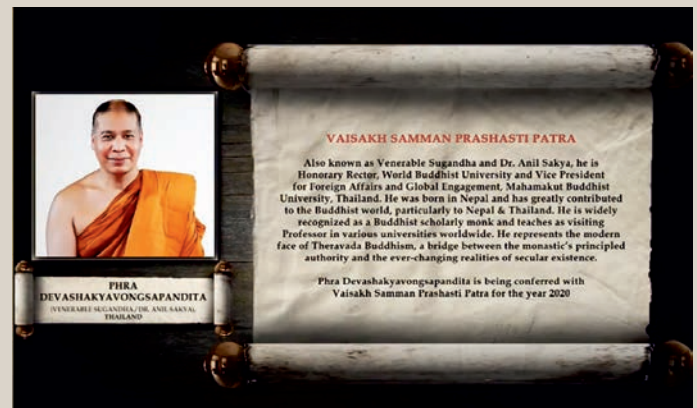 VAISAKH SAMMAN PRASHASTI PATRA
Also known as Venerable Sugandha and Dr. Anil Sakya, he is
Honorary Rector, World Buddhist University and Vice President
for Foreign Affairs and Global Engagement, Mahamakut Buddhist
University, Thailand. He was born in Nepal and has greatly contributed
to the Buddhist world, particularly to Nepal & Thailand. He is widely
recognized as a Buddhist scholarly monk and teaches as visiting
Professor in various universities worldwide. He represents the modern
face of Theravada Buddhism, a bridge between the monastic's principled
authority and the ever-changing realities of secular existence.
Phra Devashakyavongsapandita is being conferred with
Vaisakh Samman Prashasti Patra for the year 2020
PHRA
DEVASHAKYAVONGSAPANDITA
(VENERABLE SUGANDHA / DR. ANIL SAKYA),
THAILAND